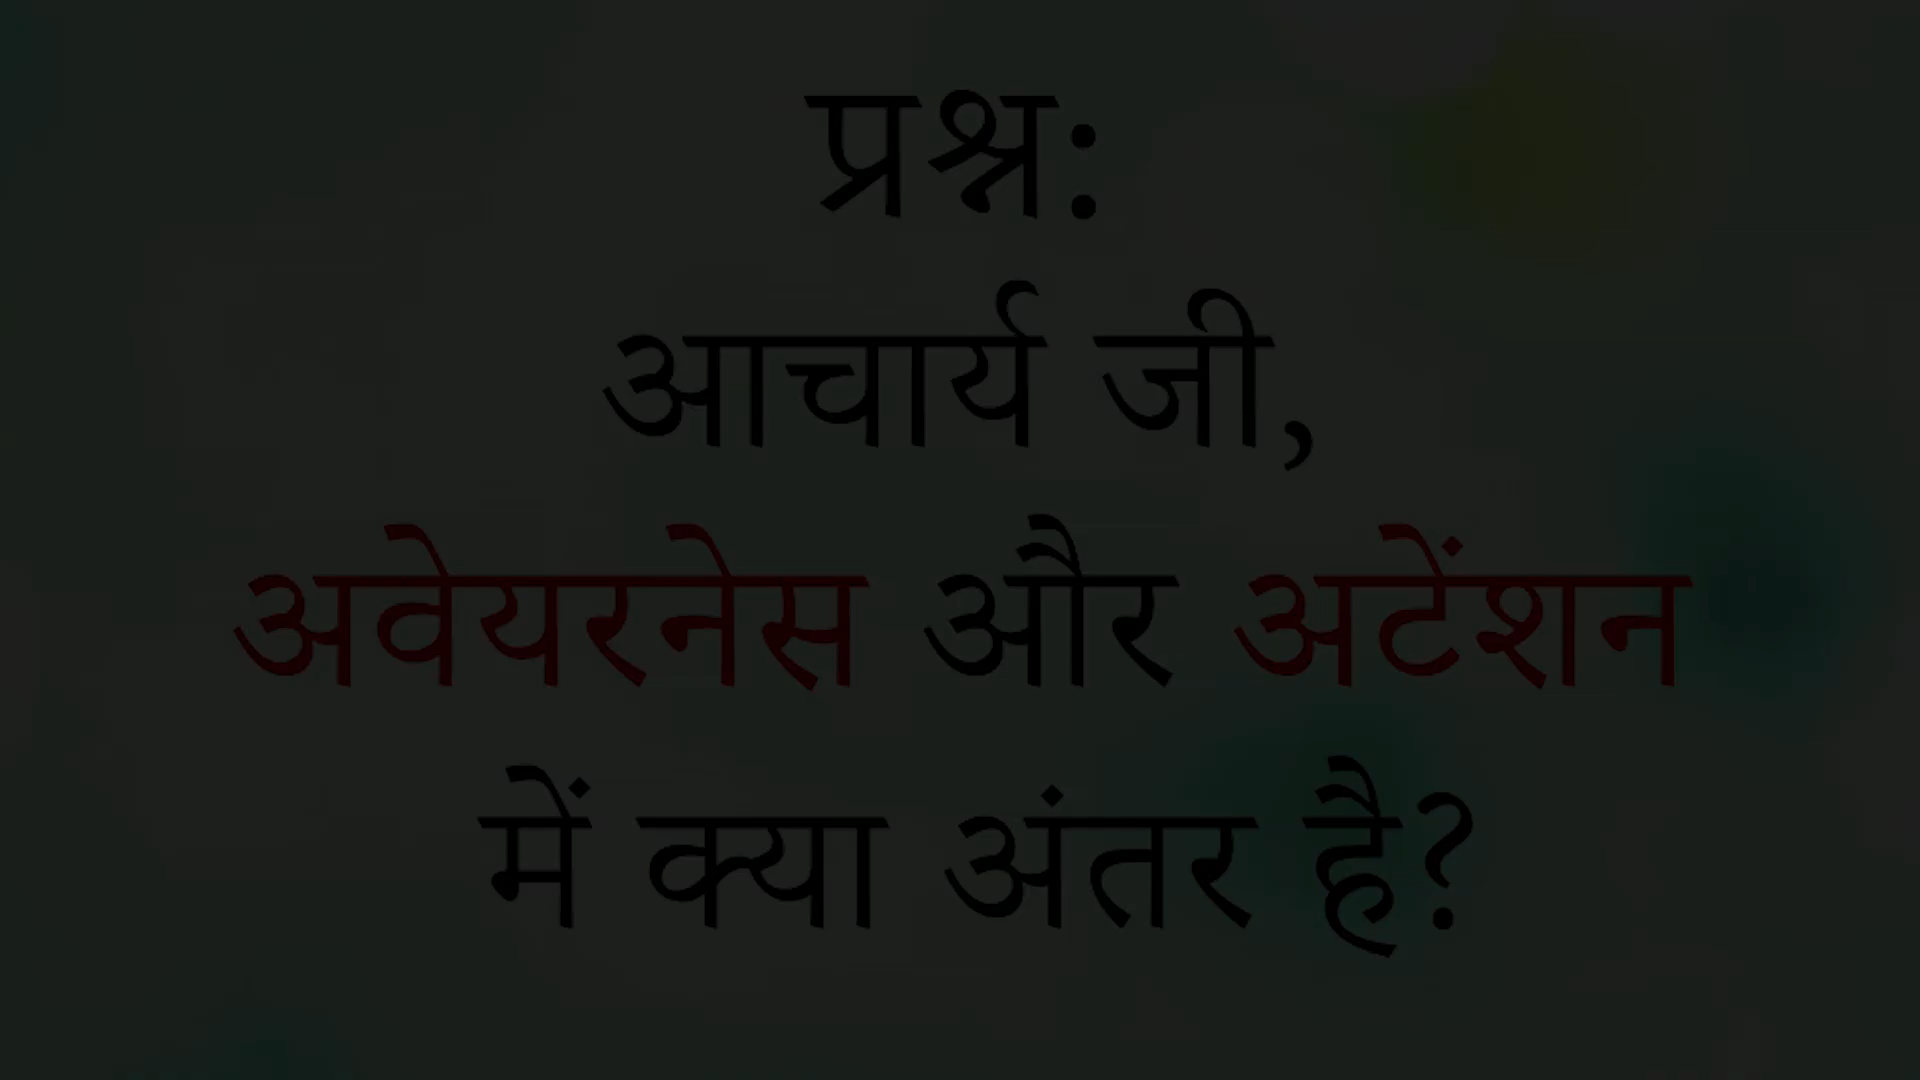 प्रश्न:
आचार्य जी,
अवेयरनेस और अटेंशन
में क्या अंतर है?